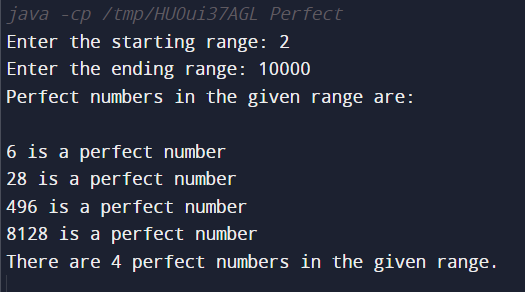 java -cp /tmp/HU0ui37AGL Perfect
Enter the starting range: 2
Enter the ending range: 10000
Perfect numbers in the given range are:
6 is a perfect number
28 is a perfect number
496 is a perfect number
8128 is a perfect number
There are 4 perfect numbers in the given range.